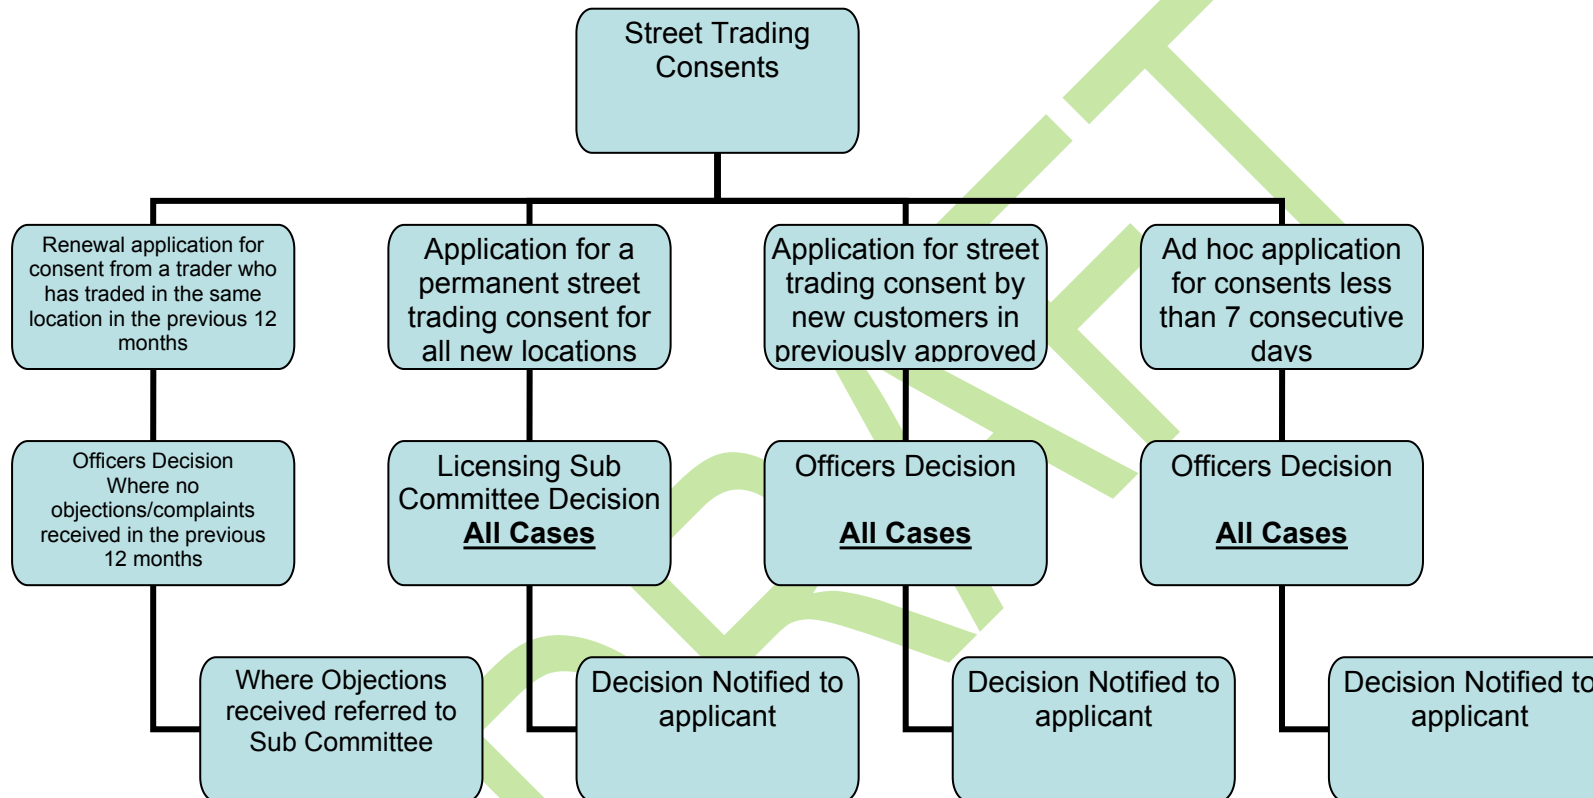 Street Trading
Consents
Renewal application for
consent from a trader who
has traded in the same
location in the previous 12
months
Application for a
permanent street
trading consent for
all new locations
Application for street
trading consent by
new customers in
previously approved
Ad hoc application
for consents less
than 7 consecutive
days
Officers Decision
Where no
objections/complaints
received in the previous
12 months
Licensing Sub
Committee Decision
All Cases
Officers Decision
All Cases
Officers Decision
All Cases
Where Objections
received referred to
Sub Committee
Decision Notified to
applicant
Decision Notified to
applicant
Decision Notified to
applicant
DRAFT